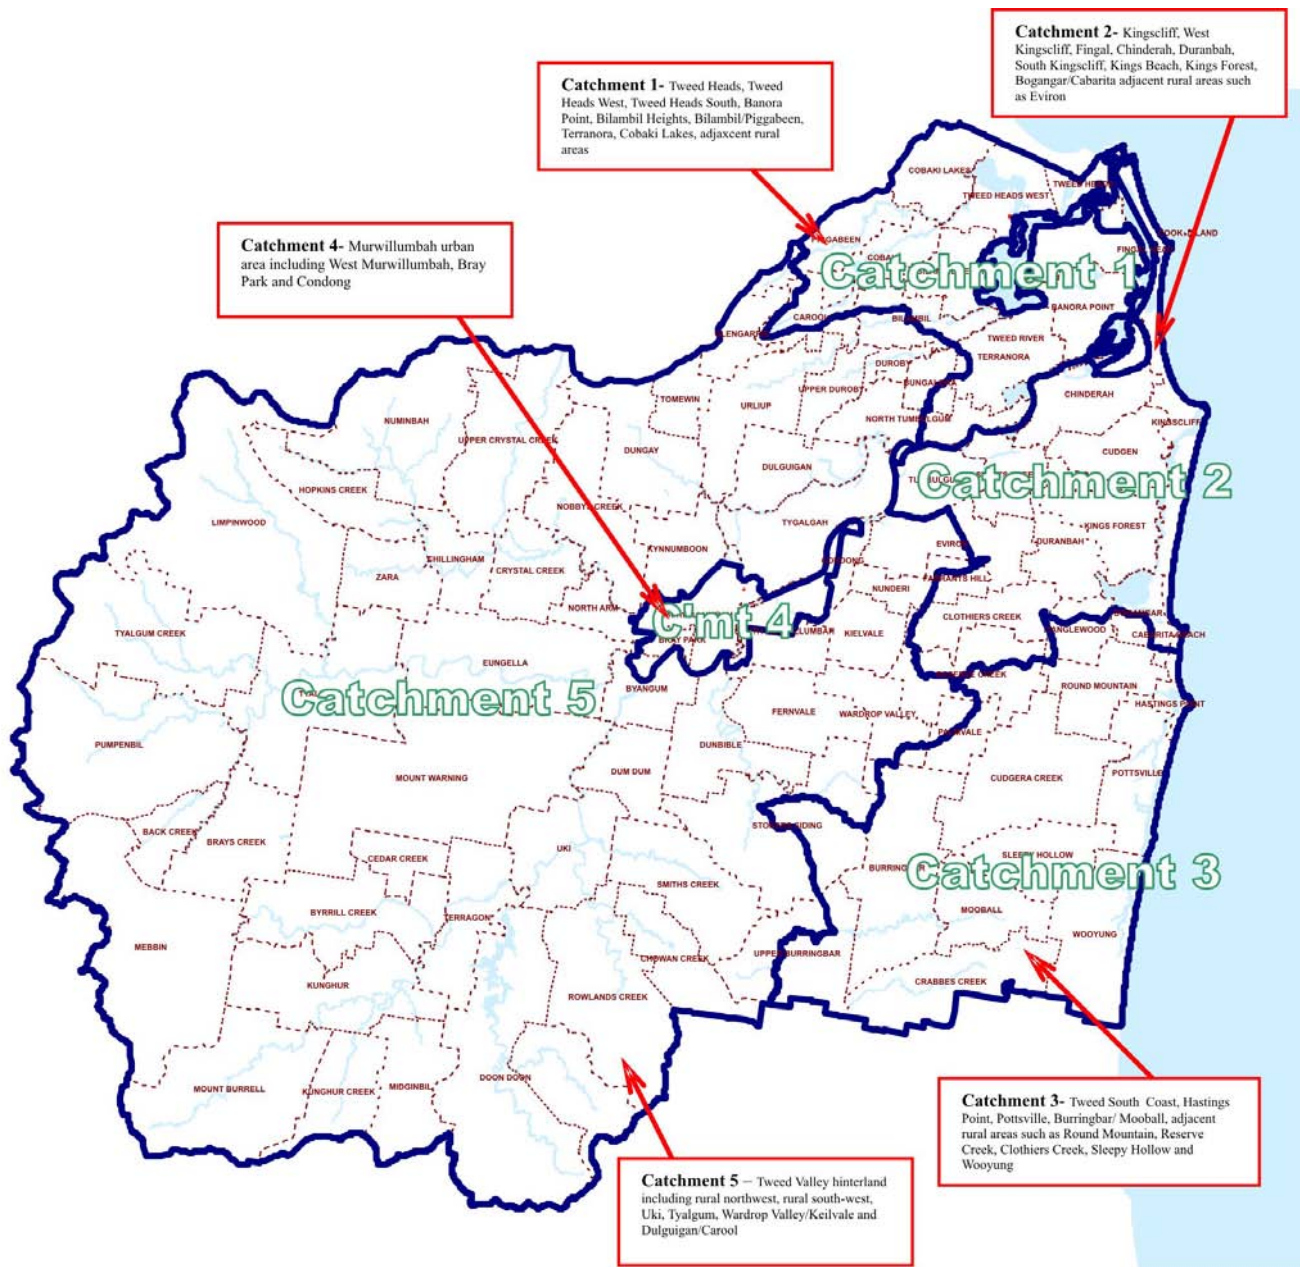 Catchment 2- Kingscliff, West
Kingscliff, Fingal, Chinderah, Duranbah,
South Kingscliff, Kings Beach, Kings Forest,
Bogangar/Cabarita adjacent rural areas such
as Eviron
Catchment 1- Tweed Heads, Tweed
Heads West, Tweed Heads South, Banora
Point, Bilambil Heights, Bilambil/Piggabeen,
Terranora, Cobaki Lakes, adjaxcent rural
areas
Catchment 4- Murwillumbah urban
area including West Murwillumbah, Bray
Park and Condong
COBAKI LAKES
TWEED HEADS WEST
Catchment 1
BANORA POINT
CAROOL
BILAMBIL
TWEED RIVER
TERRANORA
DUROBY
UPPER DUROBY
CHINDERAH
TOMEWIN
URLIUP
NORTH TUMBULGUM
KINGSCLIFF
NUMINBAH
UPPER CRYSTAL CREEK
DUNGAY
CUDGEN
DULGUIGAN
Catchment 2
HOPKINS CREEK
NOBBYS CREEK
LIMPINWOOD
TYGALGAH
KINGS FOREST
DURANBAH
EVIRON
KYNNUMBOON
CHILLINGHAM
CRYSTAL CREEK
ZARA
NUNDERI
FARRANTS HILL
NORTH ARM
CLOTHIERS CREEK
C'mt 4
TYALGUM CREEK
KIELVALE
BRAY PARK
EUNGELLA
BYANGUM
ROUND MOUNTAIN
Catchment 5
HASTINGS POINT
FERNVALE
WARDROP VALLEY
PUMPENBIL
DUNBIBLE
DUM DUM
MOUNT WARNING
CUDGERA CREEK
POTTSVILLE
BACK CREEK
BRAYS CREEK
STOKERS SIDING
UKI
CEDAR CREEK
SLEEPY HOLLOW
Catchment 3
SMITHS CREEK
BYRRILL CREEK
TERRAGON
MOOBALL
WOOYUNG
MEBBIN
UPPER BURRINGBAR
CHOWAN CREEK
KUNGHUR
CRABBES CREEK
ROWLANDS CREEK
DOON DOON
MOUNT BURRELL
KUNGHUR CREEK
MIDGINBIL
Catchment 3- Tweed South Coast, Hastings
Point, Pottsville, Burringbar/ Mooball, adjacent
rural areas such as Round Mountain, Reserve
Creek, Clothiers Creek, Sleepy Hollow and
Wooyung
Catchment 5 – Tweed Valley hinterland
including rural northwest, rural south-west,
Uki, Tyalgum, Wardrop Valley/Keilvale and
Dulguigan/Carool